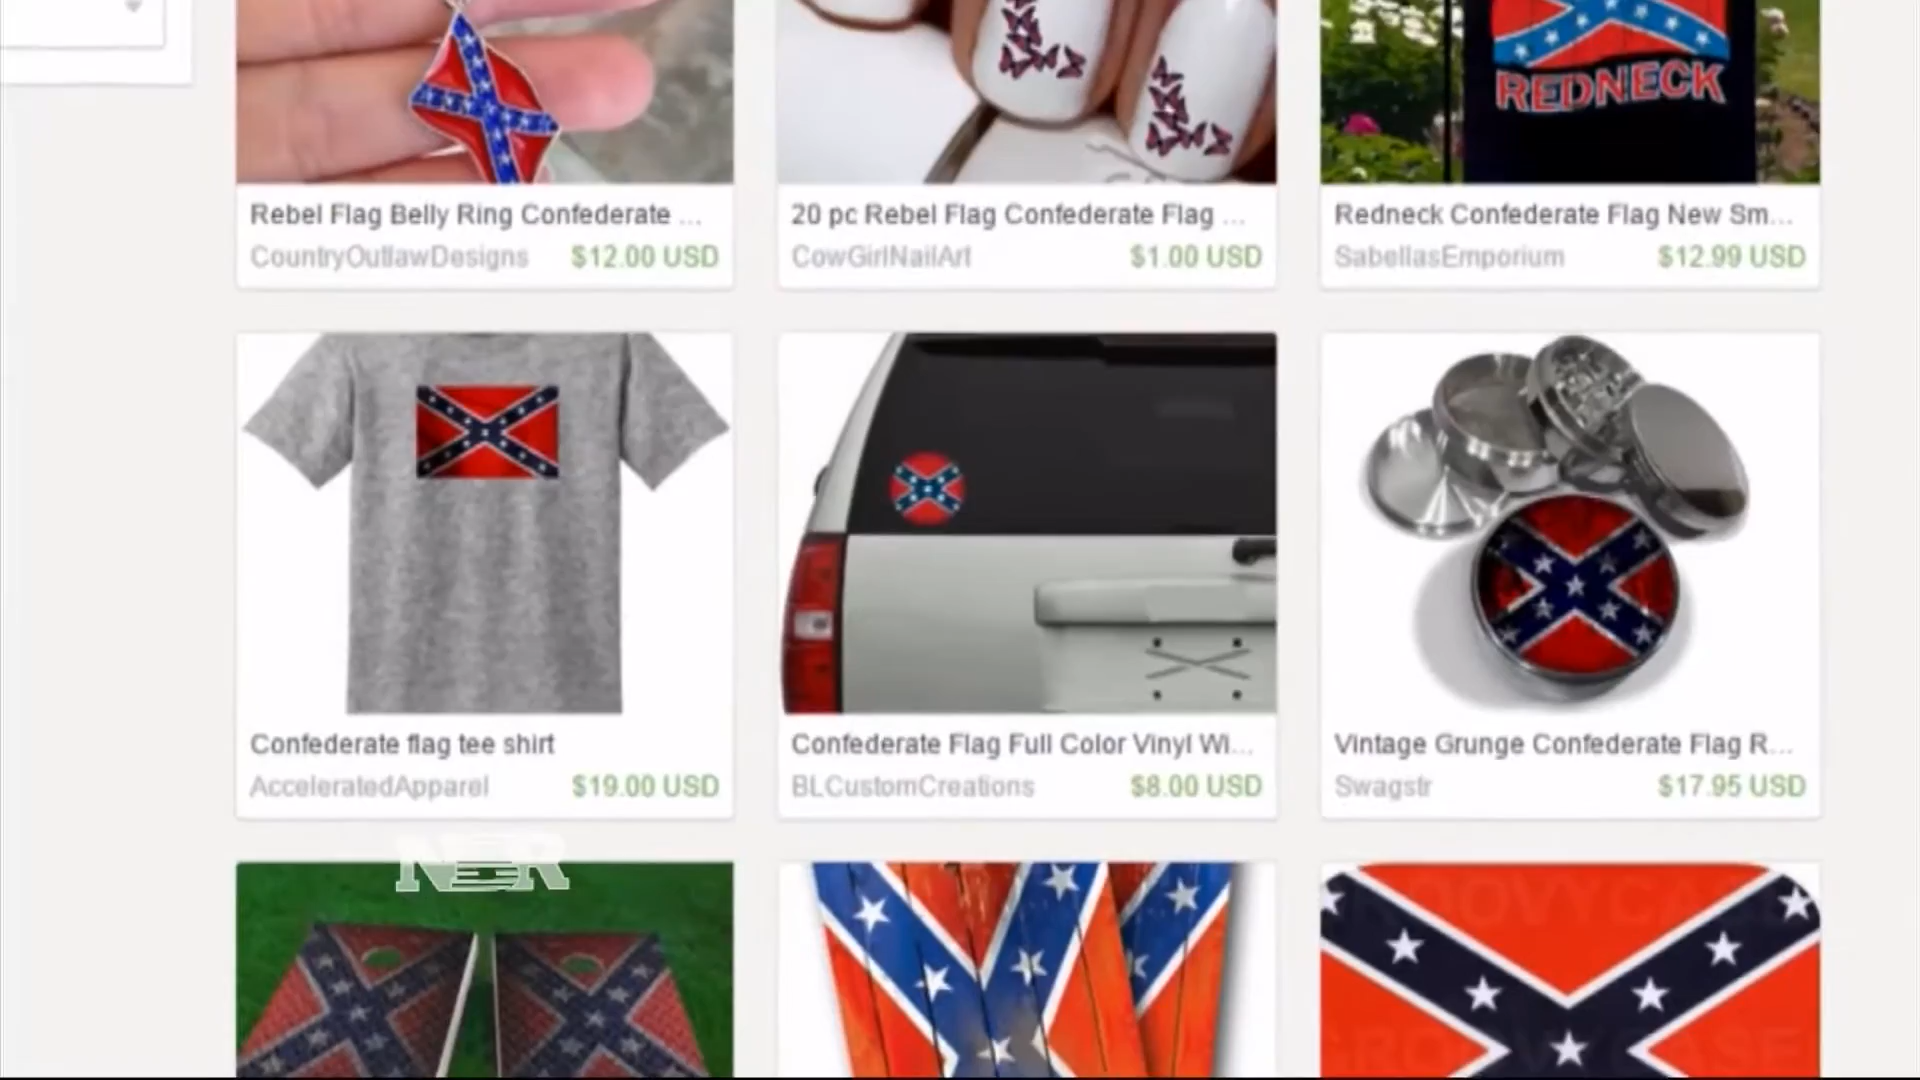 REDNECK
Rebel Flag Belly Ring Confederate ...
CountryOutlawDesigns $12.00 USD
20 pc Rebel Flag Confederate Flag ...
CowGirlNailArt $1.00 USD
Redneck Confederate Flag New Sm...
SabellasEmporium $12.99 USD
Confederate flag tee shirt
AcceleratedApparel $19.00 USD
Confederate Flag Full Color Vinyl Wi...
BLCustomCreations $8.00 USD
Vintage Grunge Confederate Flag R...
Swagstr $17.95 USD